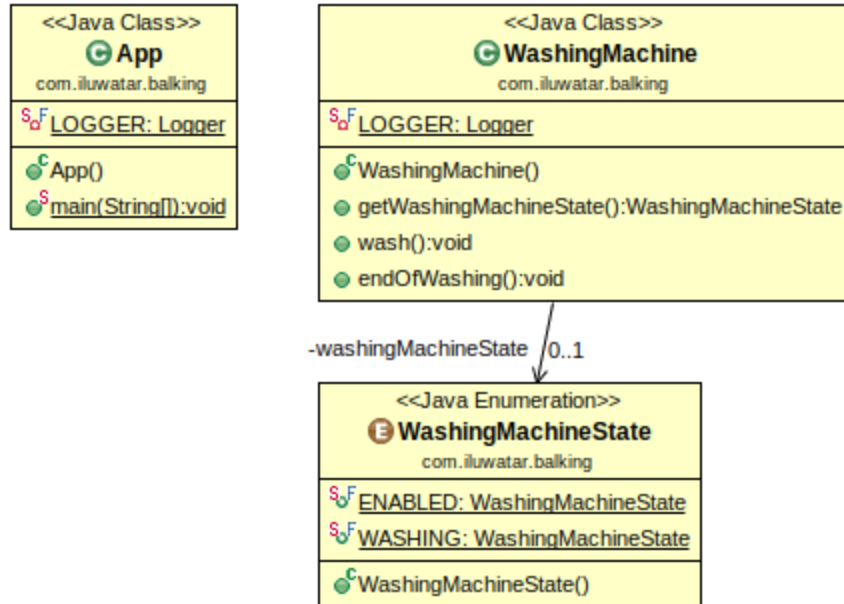 <<Java Class>>
C App
com.iluwatar.balking
S F LOGGER: Logger
C App()
S main(String[]):void
<<Java Class>>
C WashingMachine
com.iluwatar.balking
S F LOGGER: Logger
C WashingMachine()
getWashingMachineState():WashingMachineState
wash():void
endOfWashing():void
-washingMachineState 0..1
<<Java Enumeration>>
E WashingMachineState
com.iluwatar.balking
S F ENABLED: WashingMachineState
S F WASHING: WashingMachineState
C WashingMachineState()